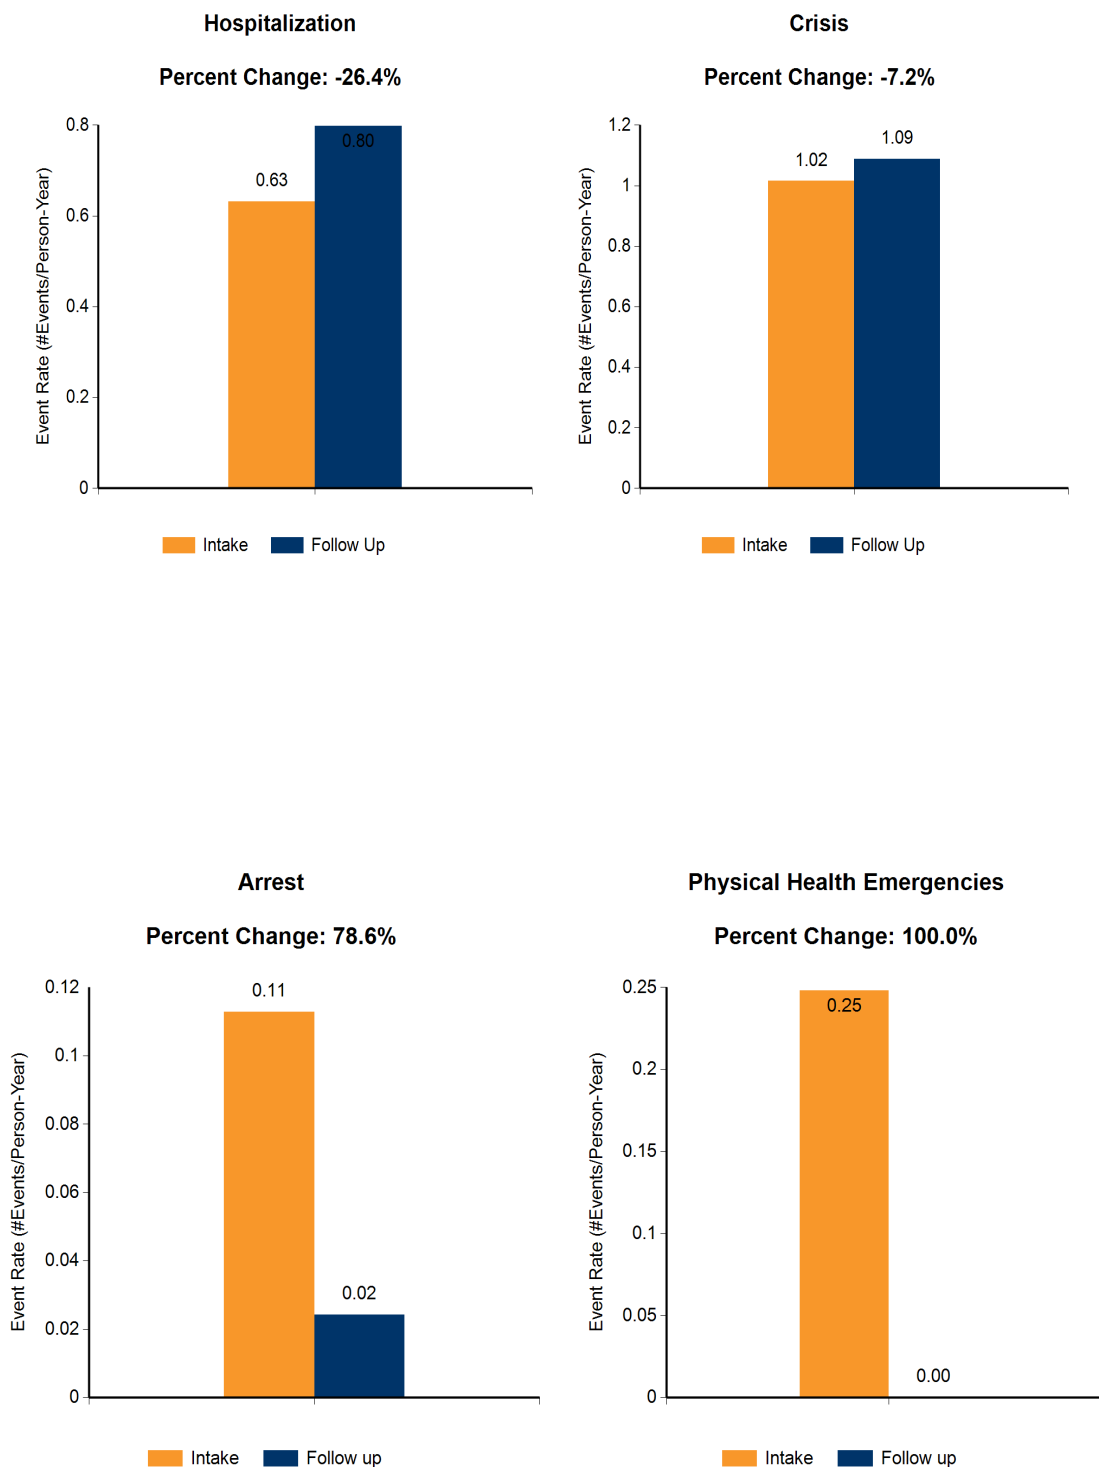 Hospitalization
Percent Change: -26.4%
0.8
0.6
0.4
0.2
0
Event Rate (#Events/Person-Year)
0.63
0.80
Intake
Follow Up
Crisis
Percent Change: -7.2%
1.2
1
0.8
0.6
0.4
0.2
0
Event Rate (#Events/Person-Year)
1.02
1.09
Intake
Follow Up
Arrest
Percent Change: 78.6%
0.12
0.1
0.08
0.06
0.04
0.02
0
Event Rate (#Events/Person-Year)
0.11
0.02
Intake
Follow up
Physical Health Emergencies
Percent Change: 100.0%
0.25
0.2
0.15
0.1
0.05
0
Event Rate (#Events/Person-Year)
0.25
0.00
Intake
Follow up